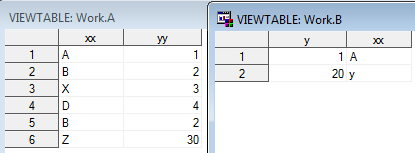 VIEWTABLE: Work.A
xx yy
1 A 1
2 B 2
3 X 3
4 D 4
5 B 2
6 Z 30
VIEWTABLE: Work.B
y xx
1 1 A
2 20 y